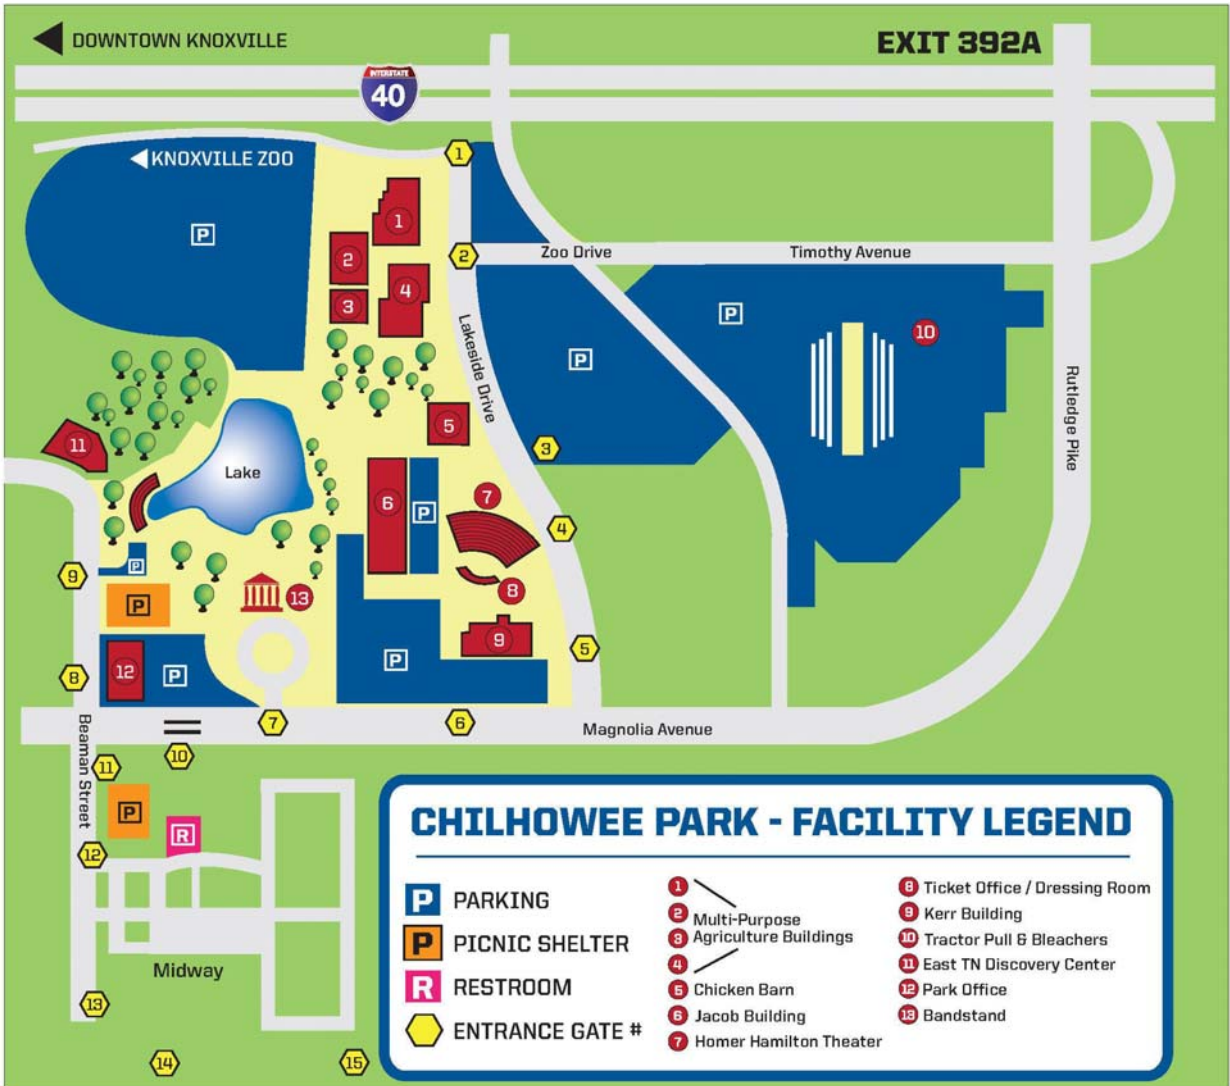 DOWNTOWN KNOXVILLE
EXIT 392A
INTERSTATE
40
KNOXVILLE ZOO
1
P
1
2
3
4
2
Zoo Drive
Timothy Avenue
P
10
P
Lakeside Drive
Rutledge Pike
5
3
11
Lake
6
P
7
4
P
9
P
13
8
9
5
12
P
P
8
7
6
Magnolia Avenue
Beaman Street
10
11
P
R
12
Midway
13
14
15
CHILHOWEE PARK - FACILITY LEGEND
P PARKING
P PICNIC SHELTER
R RESTROOM
ENTRANCE GATE #
1
2 Multi-Purpose
3 Agriculture Buildings
4
5 Chicken Barn
6 Jacob Building
7 Homer Hamilton Theater
8 Ticket Office / Dressing Room
9 Kerr Building
10 Tractor Pull & Bleachers
11 East TN Discovery Center
12 Park Office
13 Bandstand